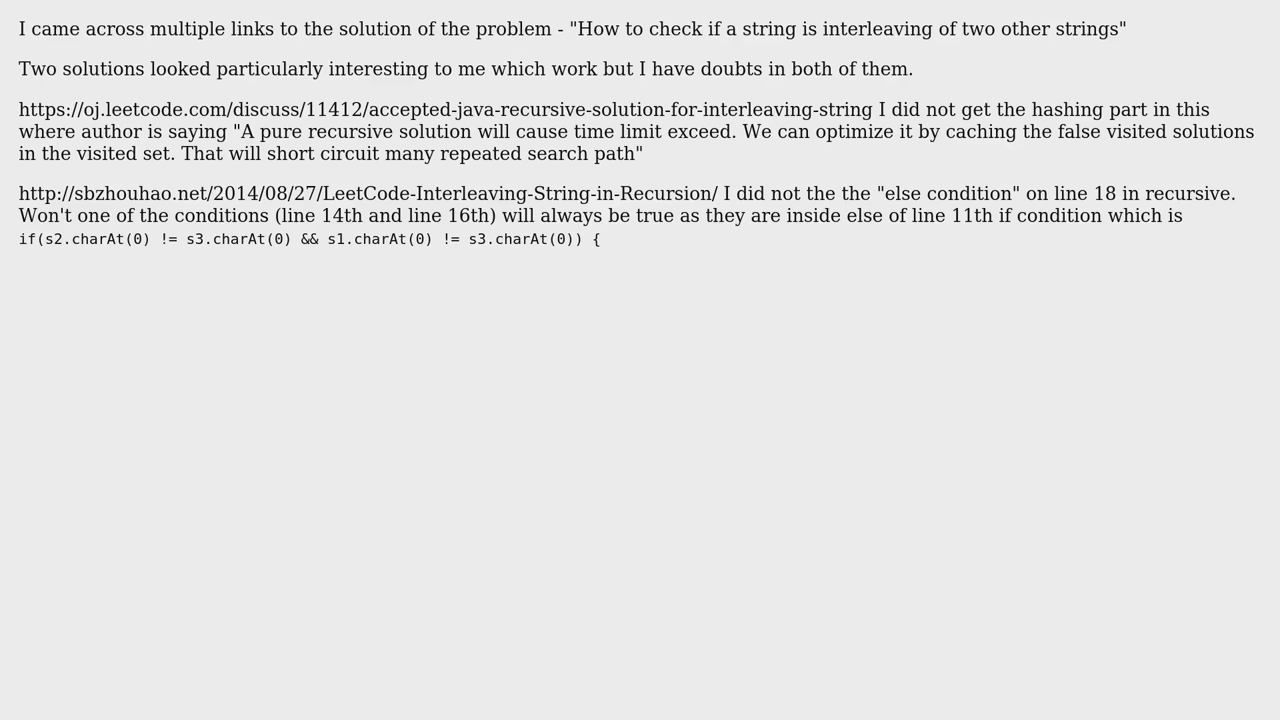 I came across multiple links to the solution of the problem - "How to check if a string is interleaving of two other strings"
Two solutions looked particularly interesting to me which work but I have doubts in both of them.
https://oj.leetcode.com/discuss/11412/accepted-java-recursive-solution-for-interleaving-string I did not get the hashing part in this
where author is saying "A pure recursive solution will cause time limit exceed. We can optimize it by caching the false visited solutions
in the visited set. That will short circuit many repeated search path"
http://sbzhouhao.net/2014/08/27/LeetCode-Interleaving-String-in-Recursion/ I did not the the "else condition" on line 18 in recursive.
Won't one of the conditions (line 14th and line 16th) will always be true as they are inside else of line 11th if condition which is
if(s2.charAt(0) != s3.charAt(0) && s1.charAt(0) != s3.charAt(0)) {